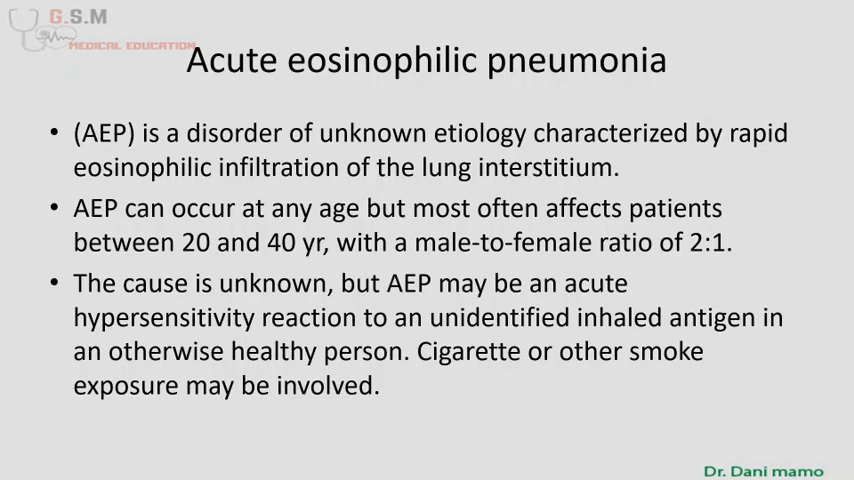 G.S.M
MEDICAL EDUCATION
Acute eosinophilic pneumonia
• (AEP) is a disorder of unknown etiology characterized by rapid
eosinophilic infiltration of the lung interstitium.
• AEP can occur at any age but most often affects patients
between 20 and 40 yr, with a male-to-female ratio of 2:1.
• The cause is unknown, but AEP may be an acute
hypersensitivity reaction to an unidentified inhaled antigen in
an otherwise healthy person. Cigarette or other smoke
exposure may be involved.
Dr. Dani mamo